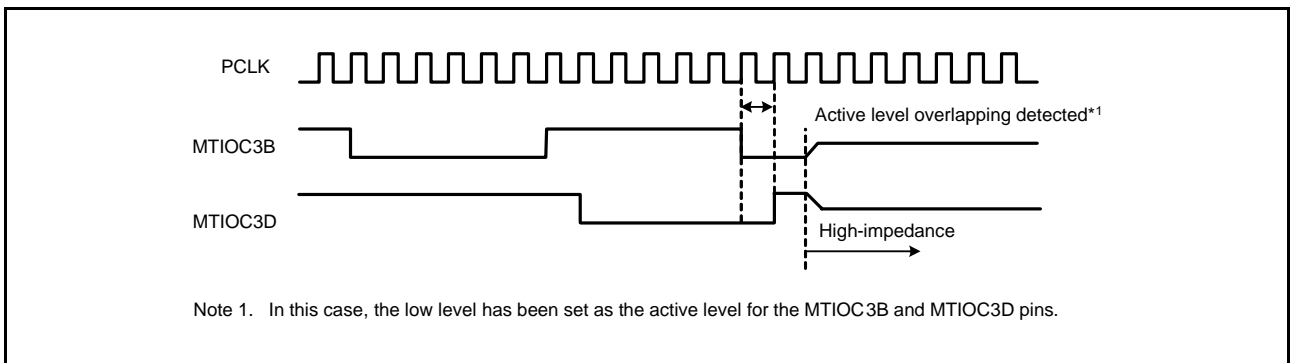 PCLK
Active level overlapping detected*1
MTIOC3B
MTIOC3D
High-impedance
Note 1. In this case, the low level has been set as the active level for the MTIOC3B and MTIOC3D pins.